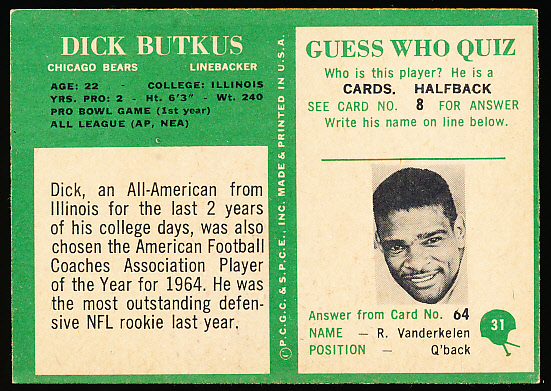 DICK BUTKUS
CHICAGO BEARS LINEBACKER
AGE: 22 - COLLEGE: ILLINOIS
YRS. PRO: 2 - Ht. 6'3" - Wt. 240
PRO BOWL GAME (1st year)
ALL LEAGUE (AP, NEA)
Dick, an All-American from
Illinois for the last 2 years
of his college days, was also
chosen the American Football
Coaches Association Player
of the Year for 1964. He was
the most outstanding defen-
sive NFL rookie last year.
©P.C.G.C. & S.P.C.E., INC. MADE & PRINTED IN U.S.A.
GUESS WHO QUIZ
Who is this player? He is a
CARDS. HALFBACK
SEE CARD NO. 8 FOR ANSWER
Write his name on line below.
Answer from Card No. 64
NAME — R. Vanderkelen
POSITION — Q'back
31